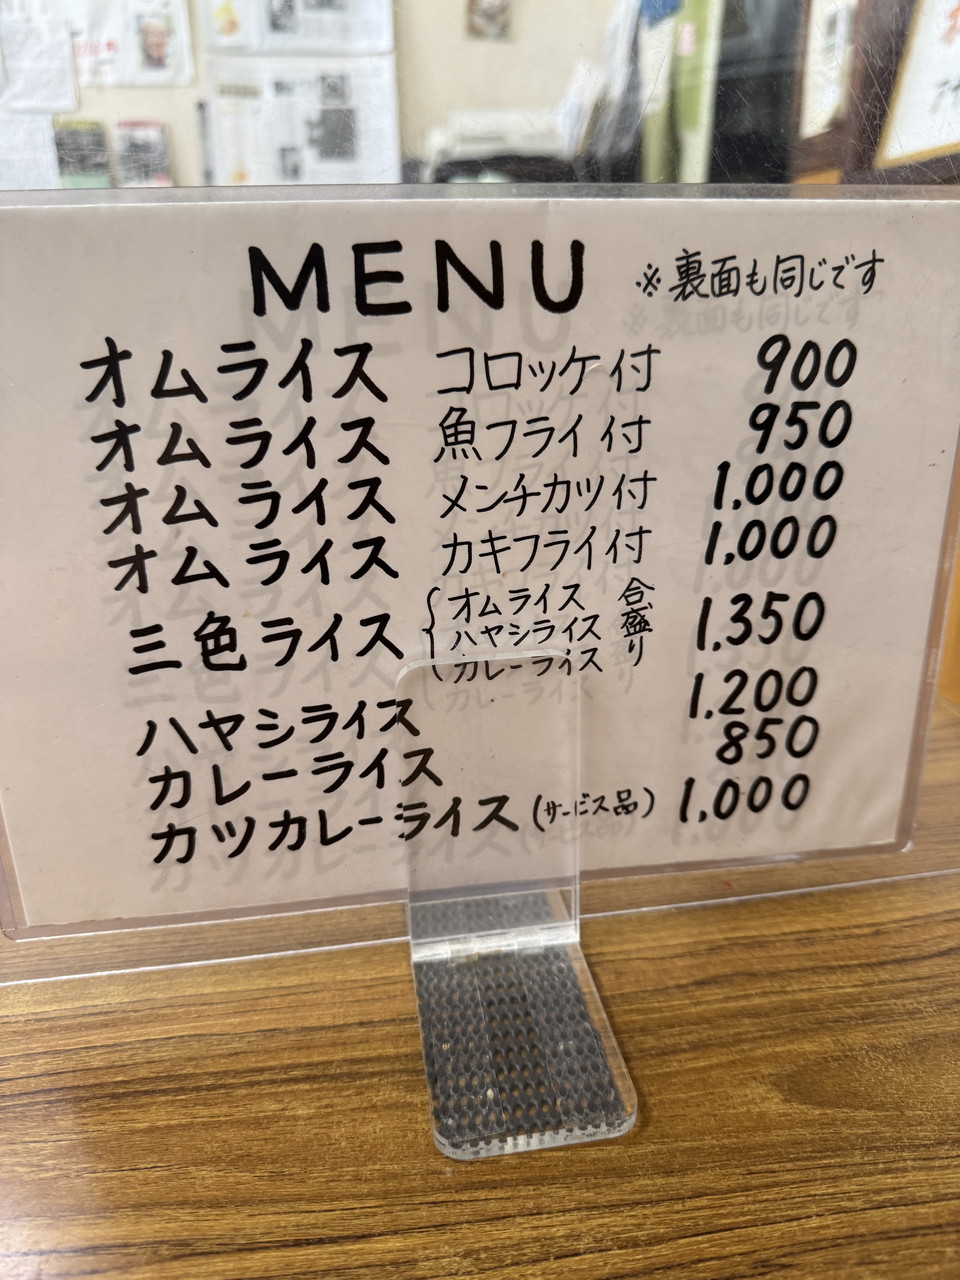 MENU ※裏面も同じです
オムライス コロッケ付 900
オムライス 魚フライ付 950
オムライス メンチカツ付 1,000
オムライス カキフライ付 1,000
三色ライス { オムライス ハヤシライス カレーライス 合盛り 1,350
ハヤシライス 1,200
カレーライス 850
カツカレーライス (サービス品) 1,000